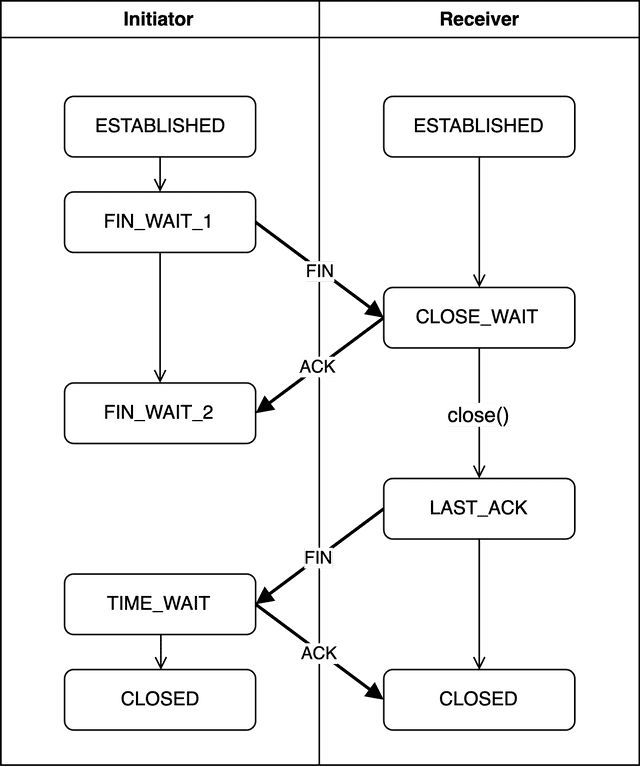 Initiator
Receiver
ESTABLISHED
ESTABLISHED
FIN_WAIT_1
FIN
CLOSE_WAIT
ACK
FIN_WAIT_2
close()
LAST_ACK
FIN
TIME_WAIT
ACK
CLOSED
CLOSED